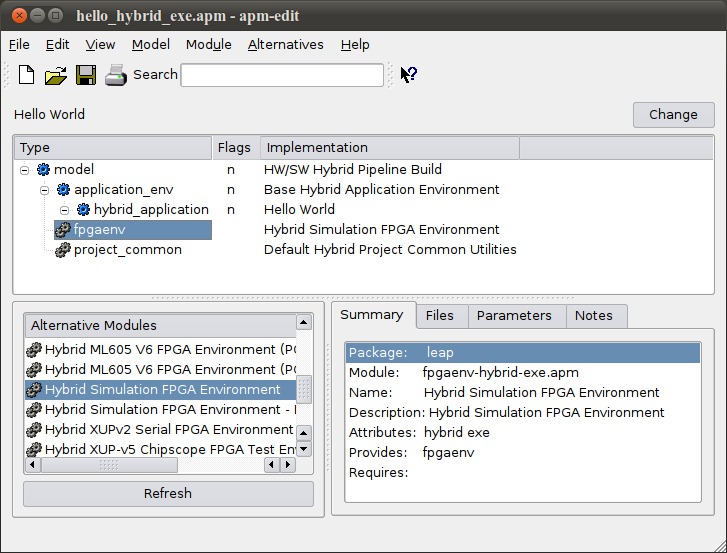 hello_hybrid_exe.apm - apm-edit
File Edit View Model Module Alternatives Help
Search
Hello World Change
Type Flags Implementation
model n HW/SW Hybrid Pipeline Build
application_env n Base Hybrid Application Environment
hybrid_application n Hello World
fpgaenv Hybrid Simulation FPGA Environment
project_common Default Hybrid Project Common Utilities
Alternative Modules
Hybrid ML605 V6 FPGA Environment (PC
Hybrid ML605 V6 FPGA Environment (PC
Hybrid Simulation FPGA Environment
Hybrid Simulation FPGA Environment -
Hybrid XUPv2 Serial FPGA Environment
Hybrid XUP-v5 Chipscope FPGA Test En
Refresh
Summary Files Parameters Notes
Package: leap
Module: fpgaenv-hybrid-exe.apm
Name: Hybrid Simulation FPGA Environment
Description: Hybrid Simulation FPGA Environment
Attributes: hybrid exe
Provides: fpgaenv
Requires: